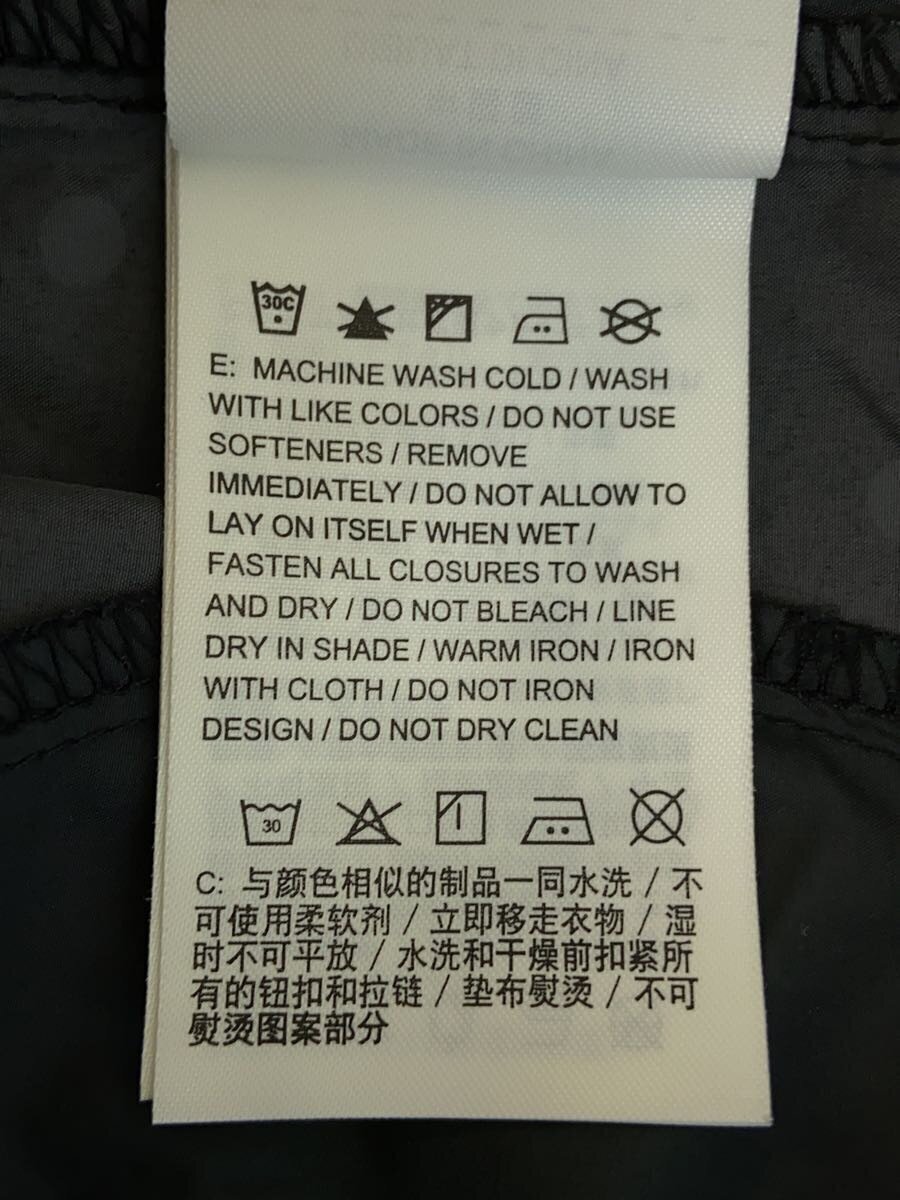 30C
E: MACHINE WASH COLD / WASH
WITH LIKE COLORS / DO NOT USE
SOFTENERS / REMOVE
IMMEDIATELY / DO NOT ALLOW TO
LAY ON ITSELF WHEN WET /
FASTEN ALL CLOSURES TO WASH
AND DRY / DO NOT BLEACH / LINE
DRY IN SHADE / WARM IRON / IRON
WITH CLOTH / DO NOT IRON
DESIGN / DO NOT DRY CLEAN
30
C: 与颜色相似的制品一同水洗 / 不
可使用柔软剂 / 立即移走衣物 / 湿
时不可平放 / 水洗和干燥前扣紧所
有的钮扣和拉链 / 垫布熨烫 / 不可
熨烫图案部分